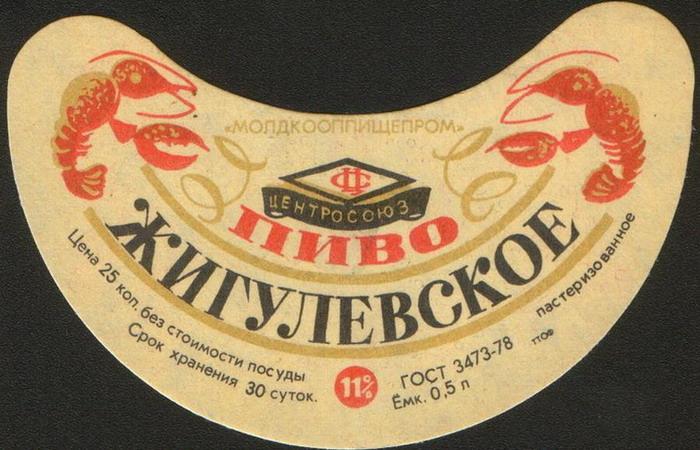 «МОЛДКООППИЩЕПРОМ»
ЦЕНТРОСОЮЗ
ПИВО
ЖИГУЛЕВСКОЕ
Цена 25 коп. без стоимости посуды
Срок хранения 30 суток.
11%
ГОСТ 3473-78
Ёмк. 0,5 л
пастеризованное